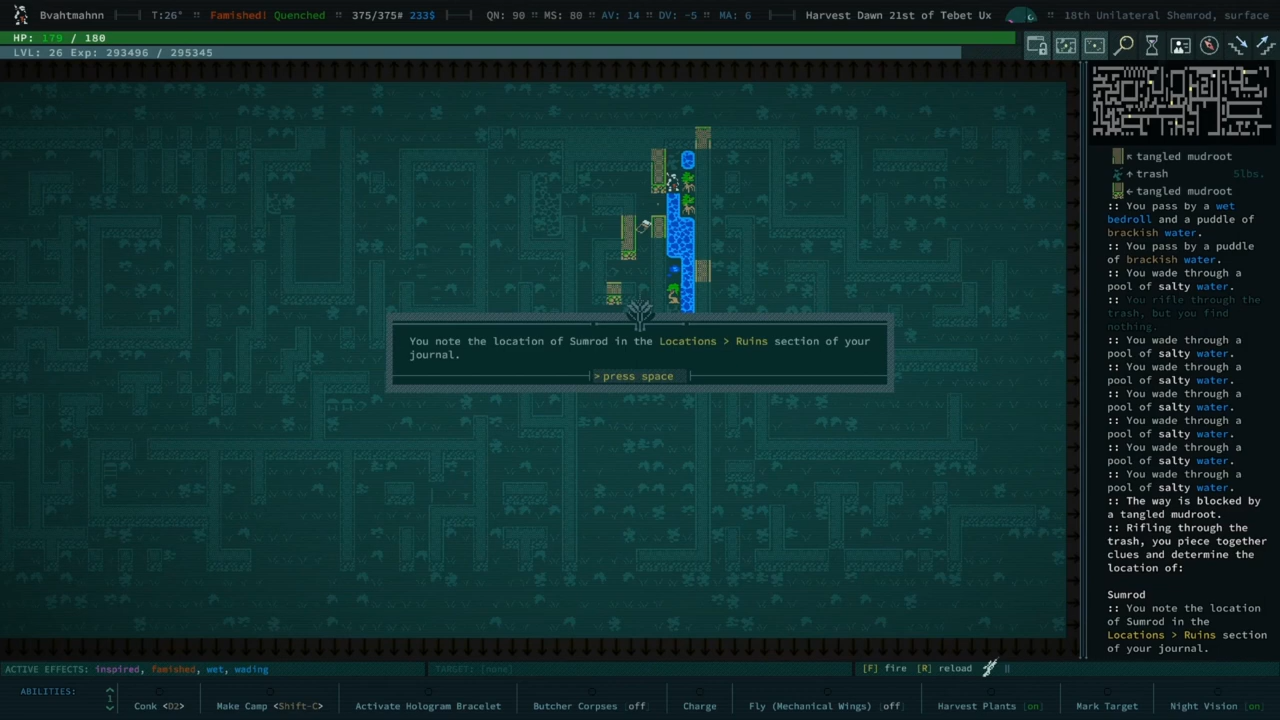 Bvahtmahnn T:26° Famished! Quenched 375/375# 233$ QN: 90 MS: 80 AV: 14 DV: -5 MA: 6 Harvest Dawn 21st of Tebet Ux 18th Unilateral Shemrod, surface
HP: 179 / 180
LVL: 26 Exp: 293496 / 295345
tangled mudroot
trash 5lbs.
tangled mudroot
:: You pass by a wet
bedroll and a puddle of
brackish water.
:: You pass by a puddle
of brackish water.
:: You wade through a
pool of salty water.
:: You rifle through the
trash, but you find
nothing.
:: You wade through a
pool of salty water.
:: You wade through a
pool of salty water.
:: You wade through a
pool of salty water.
:: You wade through a
pool of salty water.
:: You wade through a
pool of salty water.
:: You wade through a
pool of salty water.
:: The way is blocked by
a tangled mudroot.
:: Rifling through the
trash, you piece together
clues and determine the
location of:
Sumrod
:: You note the location
of Sumrod in the
Locations > Ruins section
of your journal.
You note the location of Sumrod in the Locations > Ruins section of your
journal.
> press space
ACTIVE EFFECTS: inspired, famished, wet, wading TARGET: [none] [F] fire [R] reload
ABILITIES: 1 Conk <D2> Make Camp <Shift-C> Activate Hologram Bracelet Butcher Corpses [off] Charge Fly (Mechanical Wings) [off] Harvest Plants [on] Mark Target Night Vision [on]